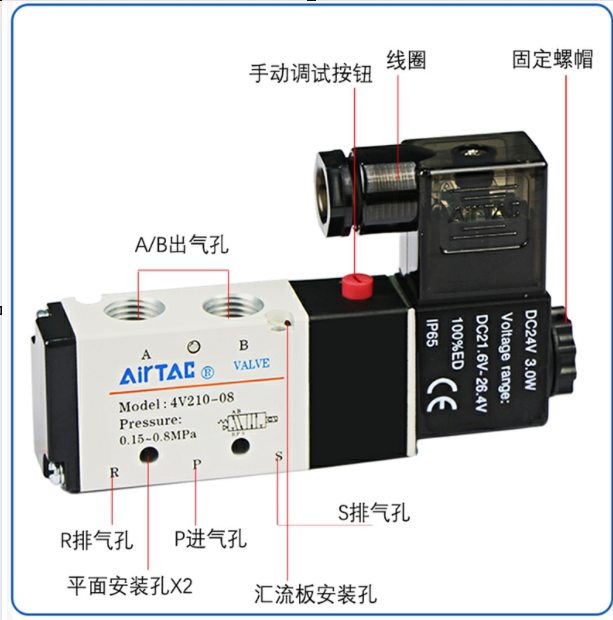 手动调试按钮
线圈
固定螺帽
AirTAC
A/B出气孔
A
B
AirTAC ®
VALVE
Model: 4V210-08
Pressure:
0.15~0.8MPa
DC24V 3.0W
Voltage range:
DC21.6V-26.4V
100%ED
IP65
CE
R
P
S
S排气孔
R排气孔
P进气孔
平面安装孔X2
汇流板安装孔